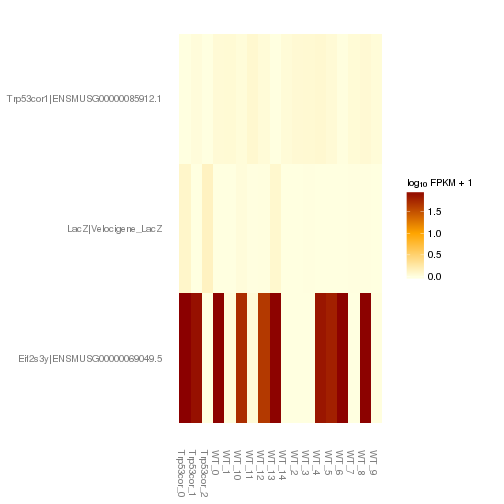 Trp53cor1|ENSMUSG00000085912.1
LacZ|Velocigene_LacZ
Eif2s3y|ENSMUSG00000069049.5
log10 FPKM + 1
1.5
1.0
0.5
0.0
Trp53cor_0
Trp53cor_1
Trp53cor_2
WT_0
WT_1
WT_10
WT_11
WT_12
WT_13
WT_14
WT_2
WT_3
WT_4
WT_5
WT_6
WT_7
WT_8
WT_9